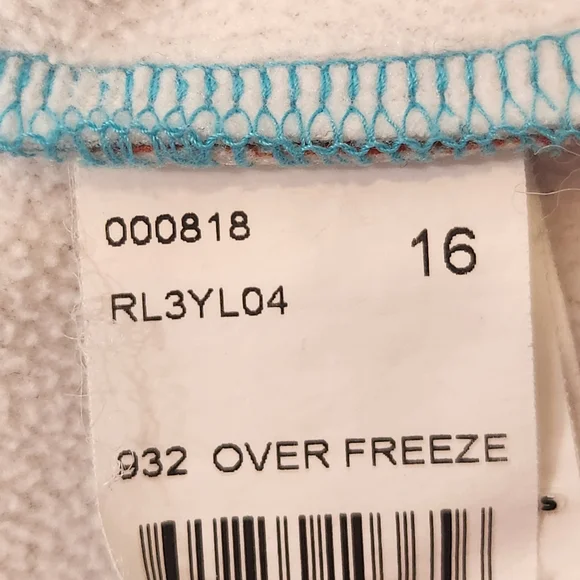 000818
16
RL3YL04
932 OVER FREEZE
s